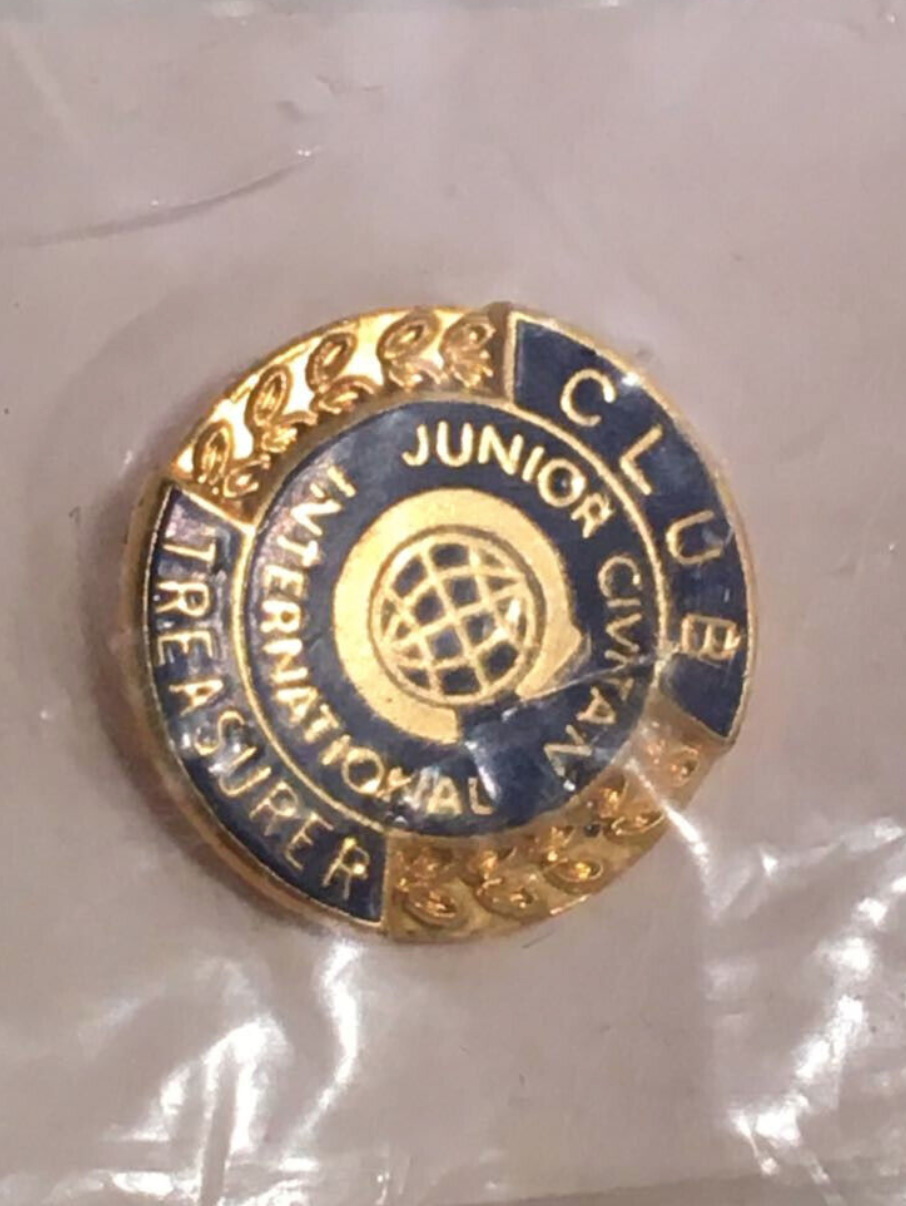 CLUB
TREASURER
JUNIOR CIVITAN
INTERNATIONAL